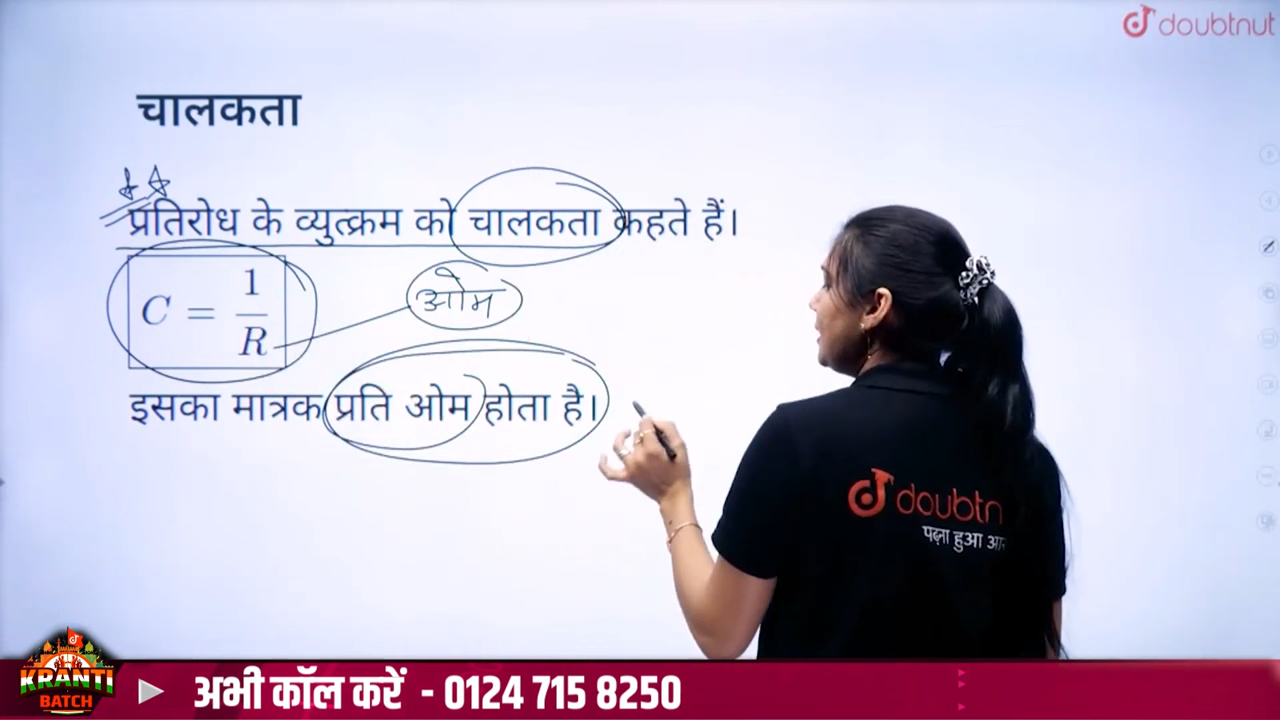 doubtnut
चालकता
प्रतिरोध के व्युत्क्रम को चालकता कहते हैं।
C = 1/R
ओम
इसका मात्रक प्रति ओम होता है।
doubtn
पढ़ना हुआ आ
KRANTI
BATCH
अभी कॉल करें - 0124 715 8250